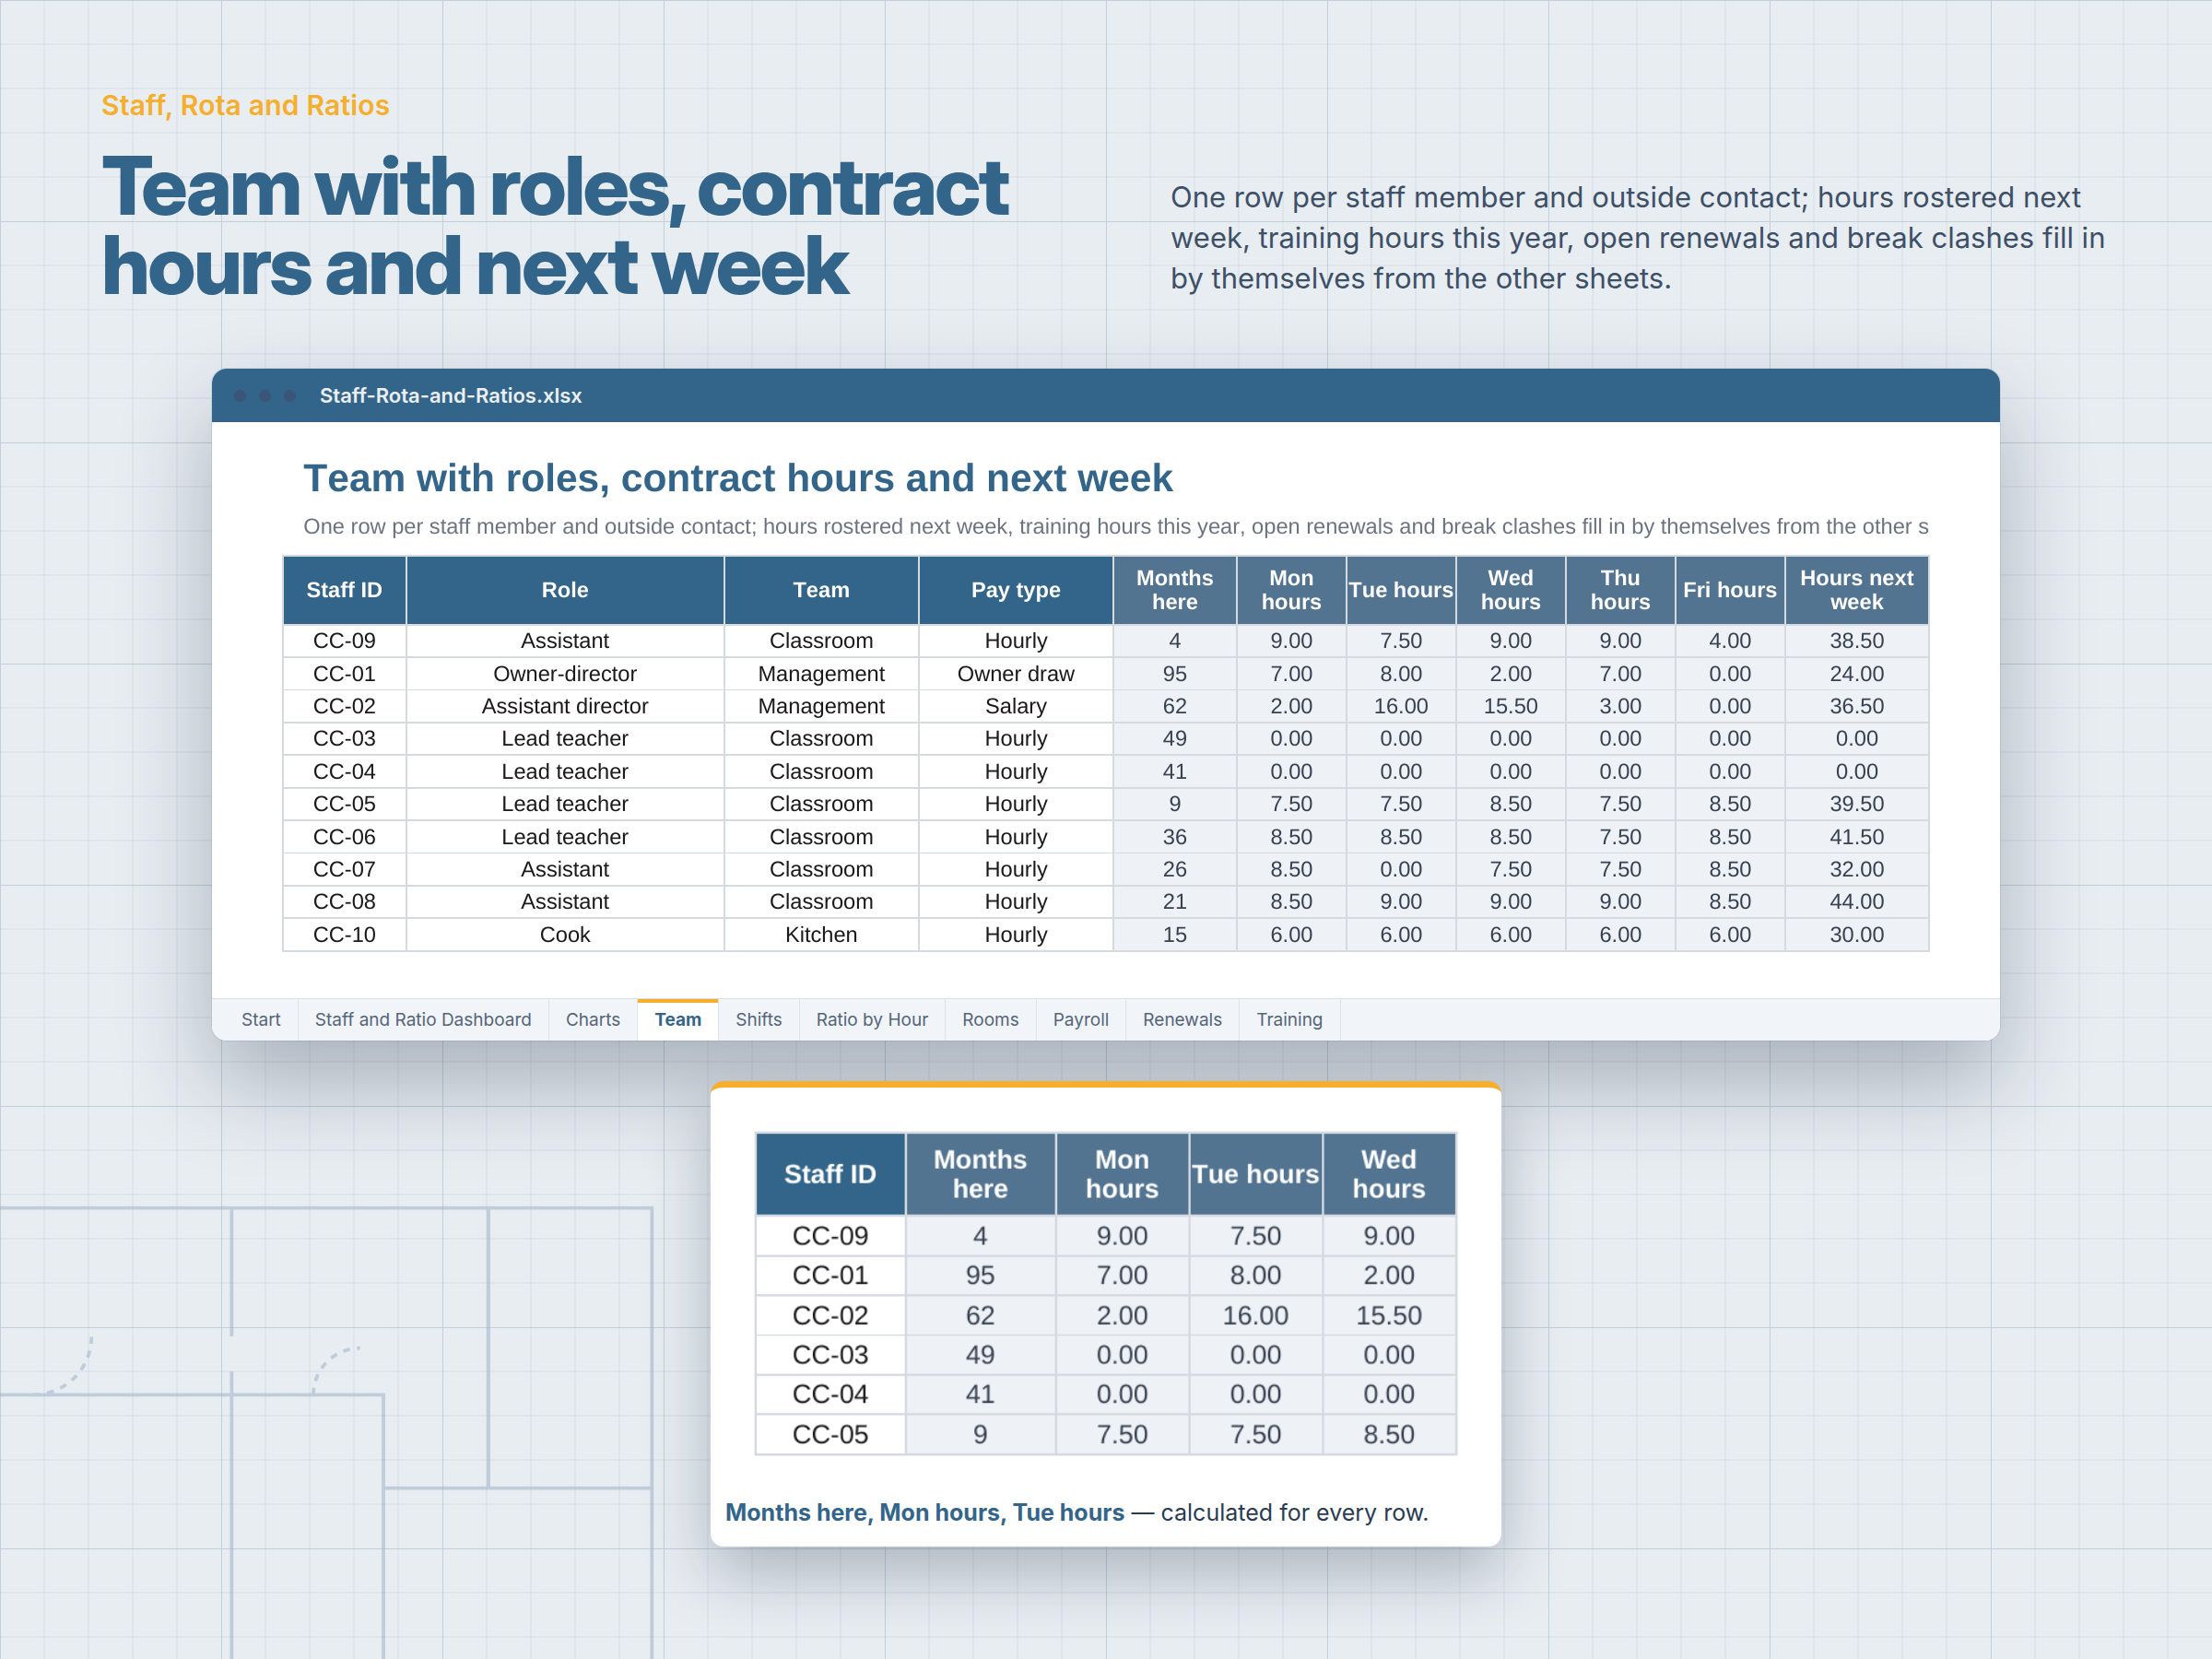 Staff, Rota and Ratios
Team with roles, contract
hours and next week
One row per staff member and outside contact; hours rostered next
week, training hours this year, open renewals and break clashes fill in
by themselves from the other sheets.
Staff-Rota-and-Ratios.xlsx
Team with roles, contract hours and next week
One row per staff member and outside contact; hours rostered next week, training hours this year, open renewals and break clashes fill in by themselves from the other s
Staff ID Role Team Pay type Months here Mon hours Tue hours Wed hours Thu hours Fri hours Hours next week
CC-09 Assistant Classroom Hourly 4 9.00 7.50 9.00 9.00 4.00 38.50
CC-01 Owner-director Management Owner draw 95 7.00 8.00 2.00 7.00 0.00 24.00
CC-02 Assistant director Management Salary 62 2.00 16.00 15.50 3.00 0.00 36.50
CC-03 Lead teacher Classroom Hourly 49 0.00 0.00 0.00 0.00 0.00 0.00
CC-04 Lead teacher Classroom Hourly 41 0.00 0.00 0.00 0.00 0.00 0.00
CC-05 Lead teacher Classroom Hourly 9 7.50 7.50 8.50 7.50 8.50 39.50
CC-06 Lead teacher Classroom Hourly 36 8.50 8.50 8.50 7.50 8.50 41.50
CC-07 Assistant Classroom Hourly 26 8.50 0.00 7.50 7.50 8.50 32.00
CC-08 Assistant Classroom Hourly 21 8.50 9.00 9.00 9.00 8.50 44.00
CC-10 Cook Kitchen Hourly 15 6.00 6.00 6.00 6.00 6.00 30.00
Start Staff and Ratio Dashboard Charts Team Shifts Ratio by Hour Rooms Payroll Renewals Training
Staff ID Months here Mon hours Tue hours Wed hours
CC-09 4 9.00 7.50 9.00
CC-01 95 7.00 8.00 2.00
CC-02 62 2.00 16.00 15.50
CC-03 49 0.00 0.00 0.00
CC-04 41 0.00 0.00 0.00
CC-05 9 7.50 7.50 8.50
Months here, Mon hours, Tue hours — calculated for every row.